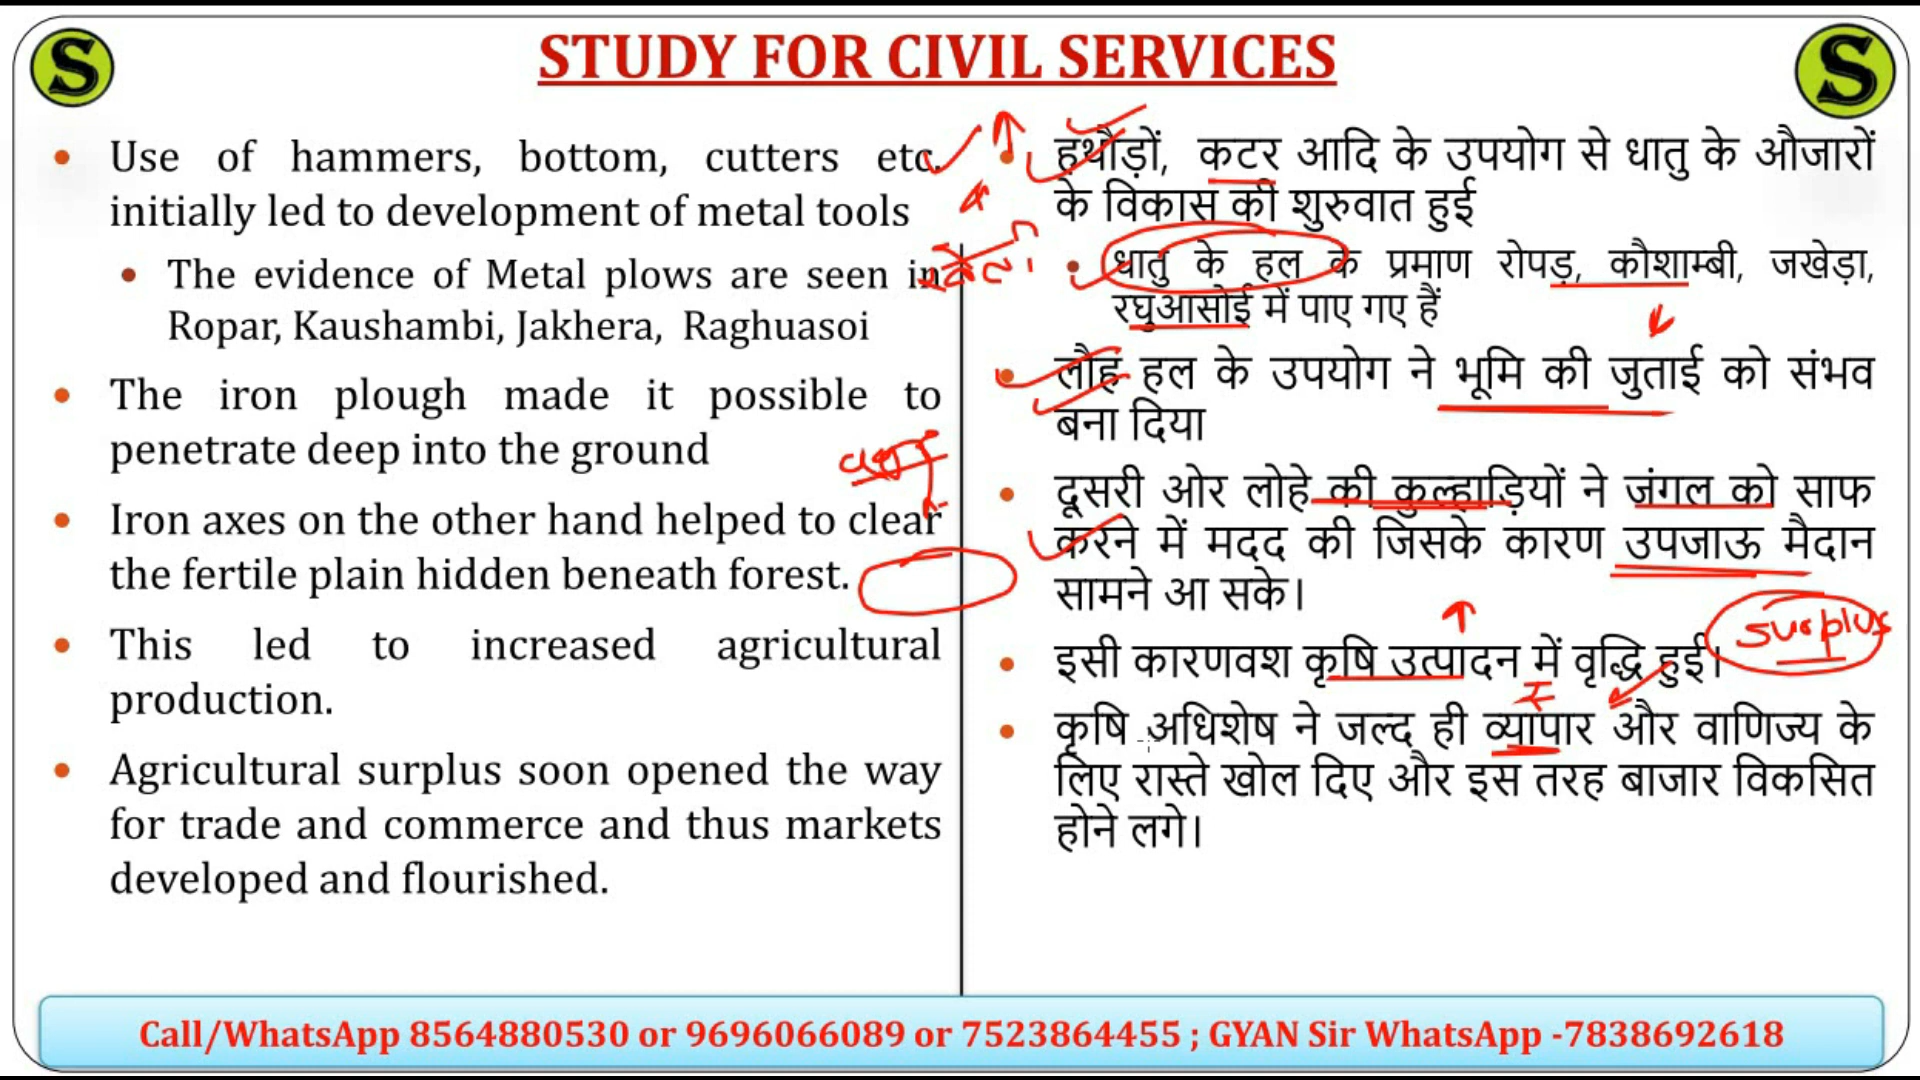 S
STUDY FOR CIVIL SERVICES
S
Use of hammers, bottom, cutters etc.
initially led to development of metal tools
The evidence of Metal plows are seen in
Ropar, Kaushambi, Jakhera, Raghuasoi
The iron plough made it possible to
penetrate deep into the ground
Iron axes on the other hand helped to clear
the fertile plain hidden beneath forest.
This led to increased agricultural
production.
Agricultural surplus soon opened the way
for trade and commerce and thus markets
developed and flourished.
हथौड़ों, कटर आदि के उपयोग से धातु के औजारों
के विकास की शुरुवात हुई
धातु के हल के प्रमाण रोपड़, कौशाम्बी, जखेड़ा,
रघुआसोई में पाए गए हैं
लौह हल के उपयोग ने भूमि की जुताई को संभव
बना दिया
दूसरी ओर लोहे की कुल्हाड़ियों ने जंगल को साफ
करने में मदद की जिसके कारण उपजाऊ मैदान
सामने आ सके।
surplus
इसी कारणवश कृषि उत्पादन में वृद्धि हुई।
कृषि अधिशेष ने जल्द ही व्यापार और वाणिज्य के
लिए रास्ते खोल दिए और इस तरह बाजार विकसित
होने लगे।
Call/WhatsApp 8564880530 or 9696066089 or 7523864455 ; GYAN Sir WhatsApp -7838692618